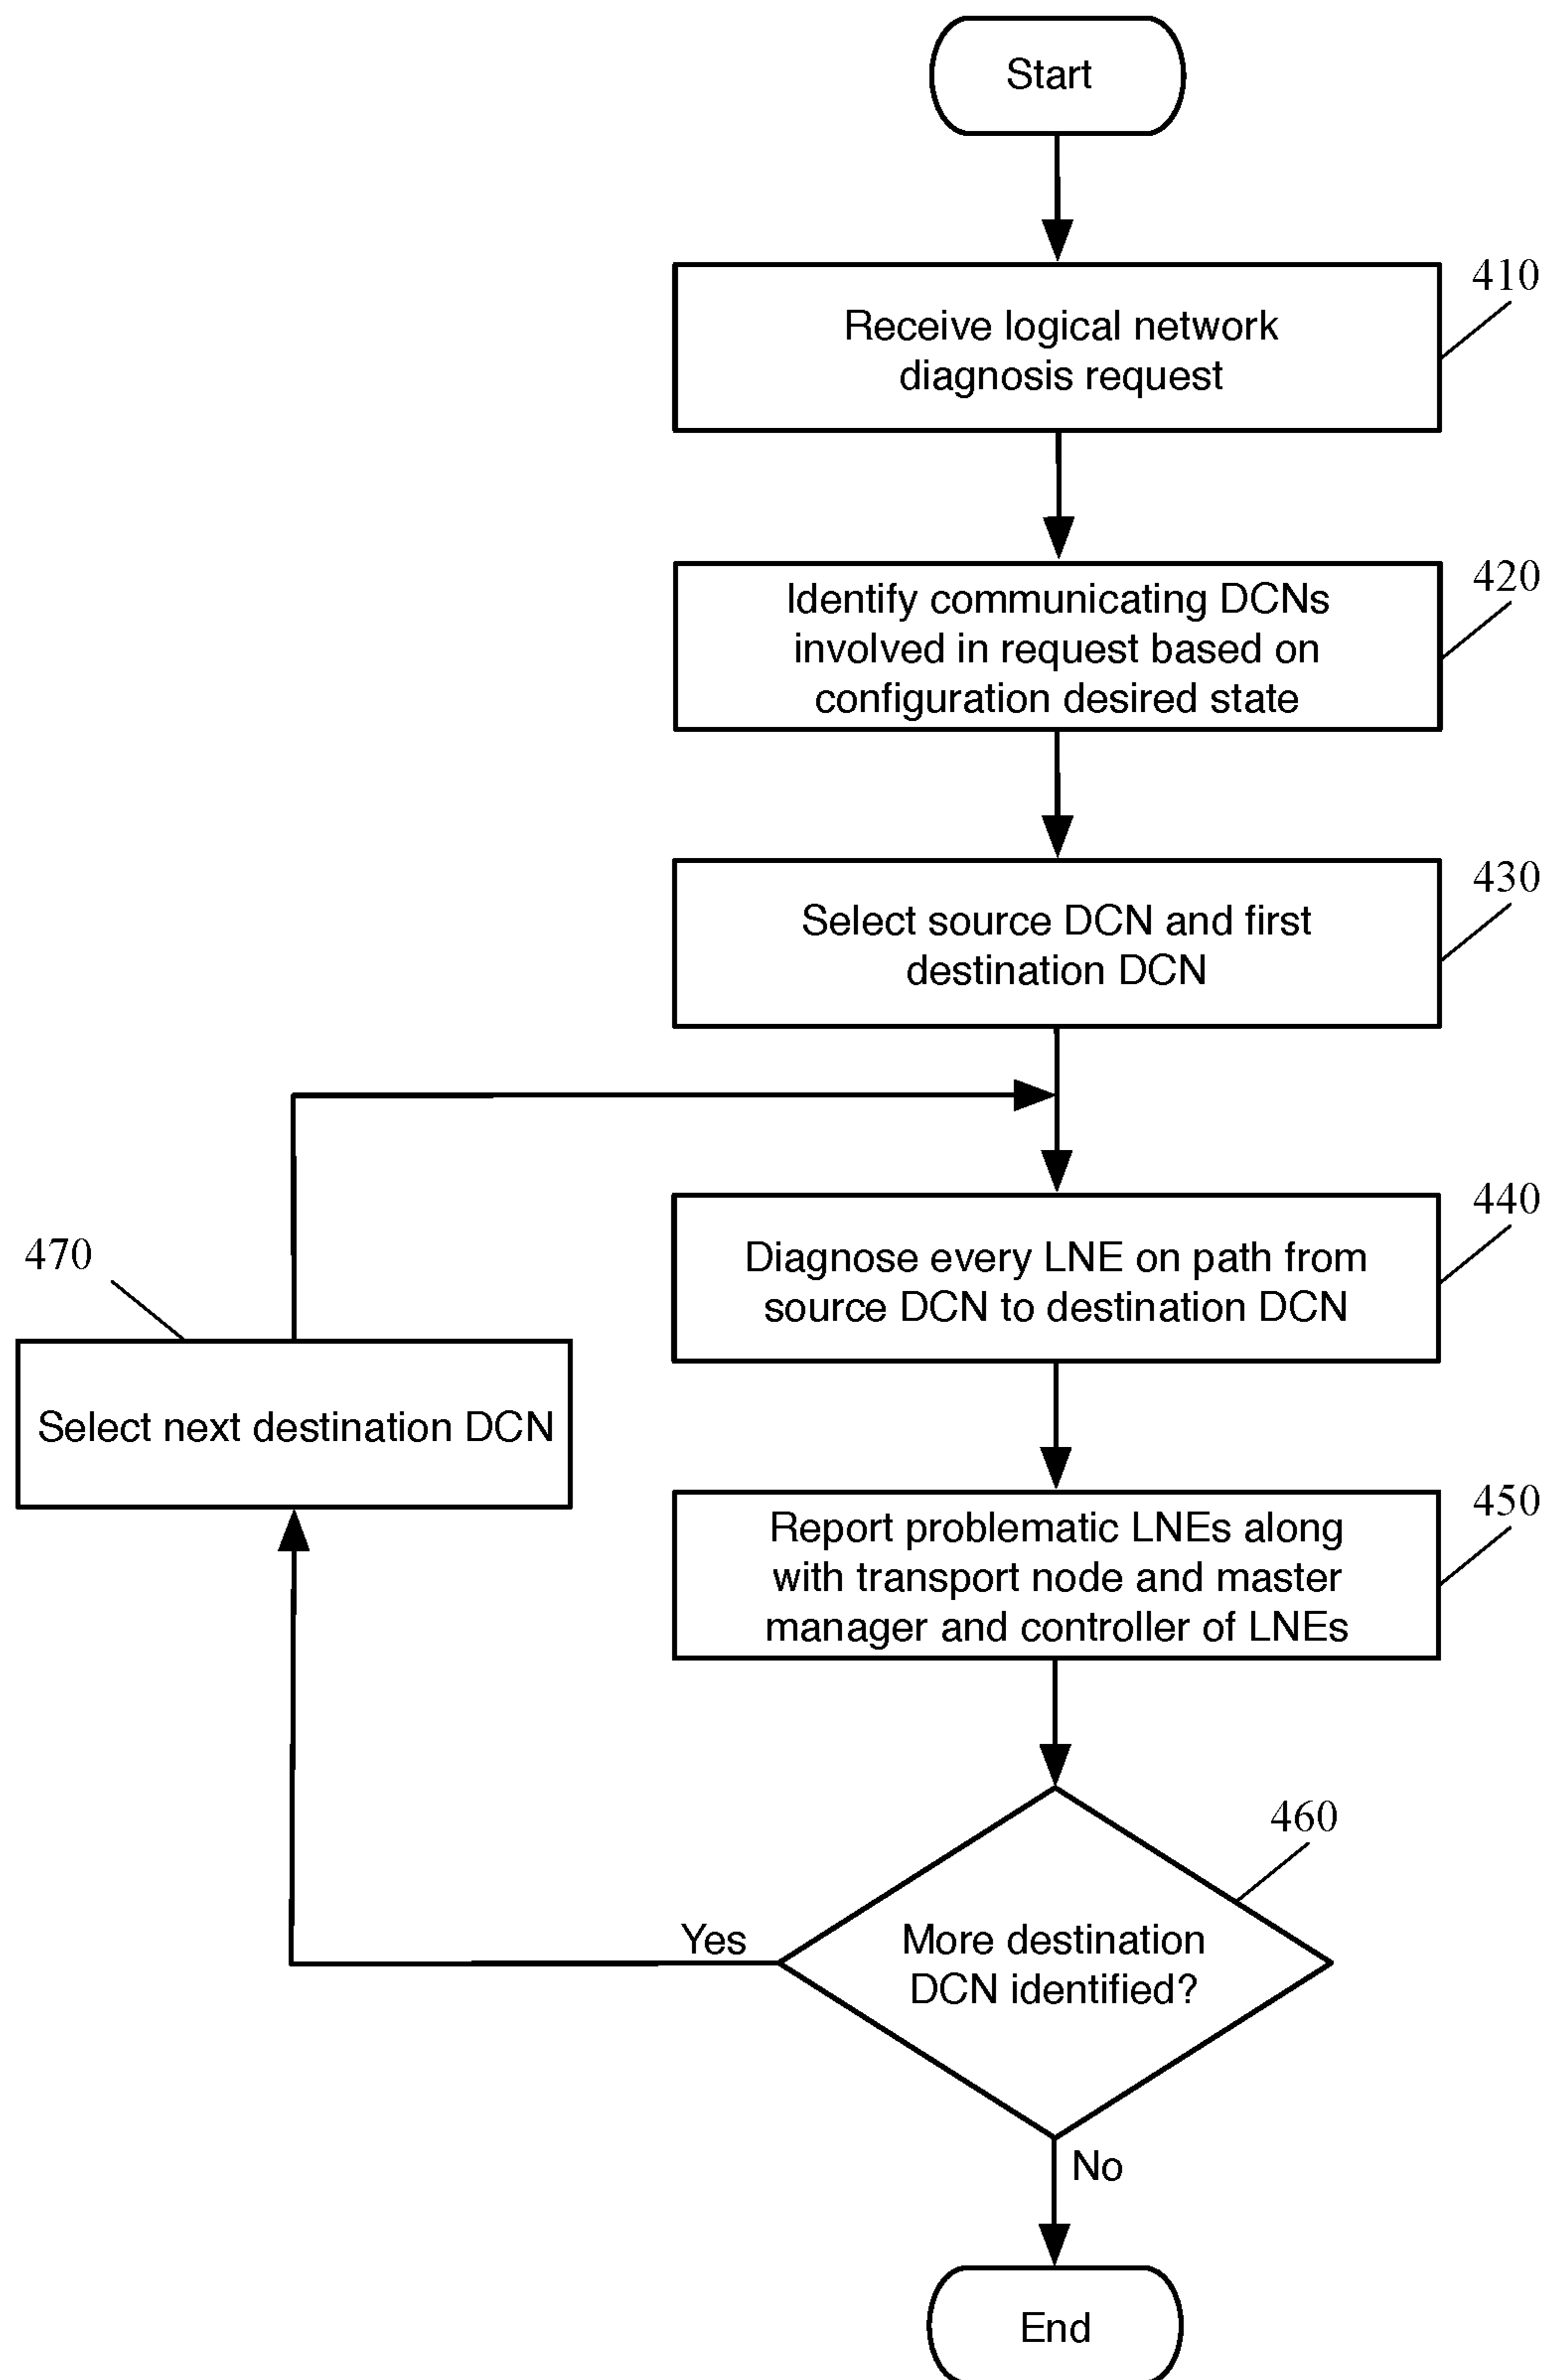 Start
410
Receive logical network
diagnosis request
420
Identify communicating DCNs
involved in request based on
configuration desired state
430
Select source DCN and first
destination DCN
440
Diagnose every LNE on path from
source DCN to destination DCN
470
Select next destination DCN
450
Report problematic LNEs along
with transport node and master
manager and controller of LNEs
460
More destination
DCN identified?
Yes
No
End